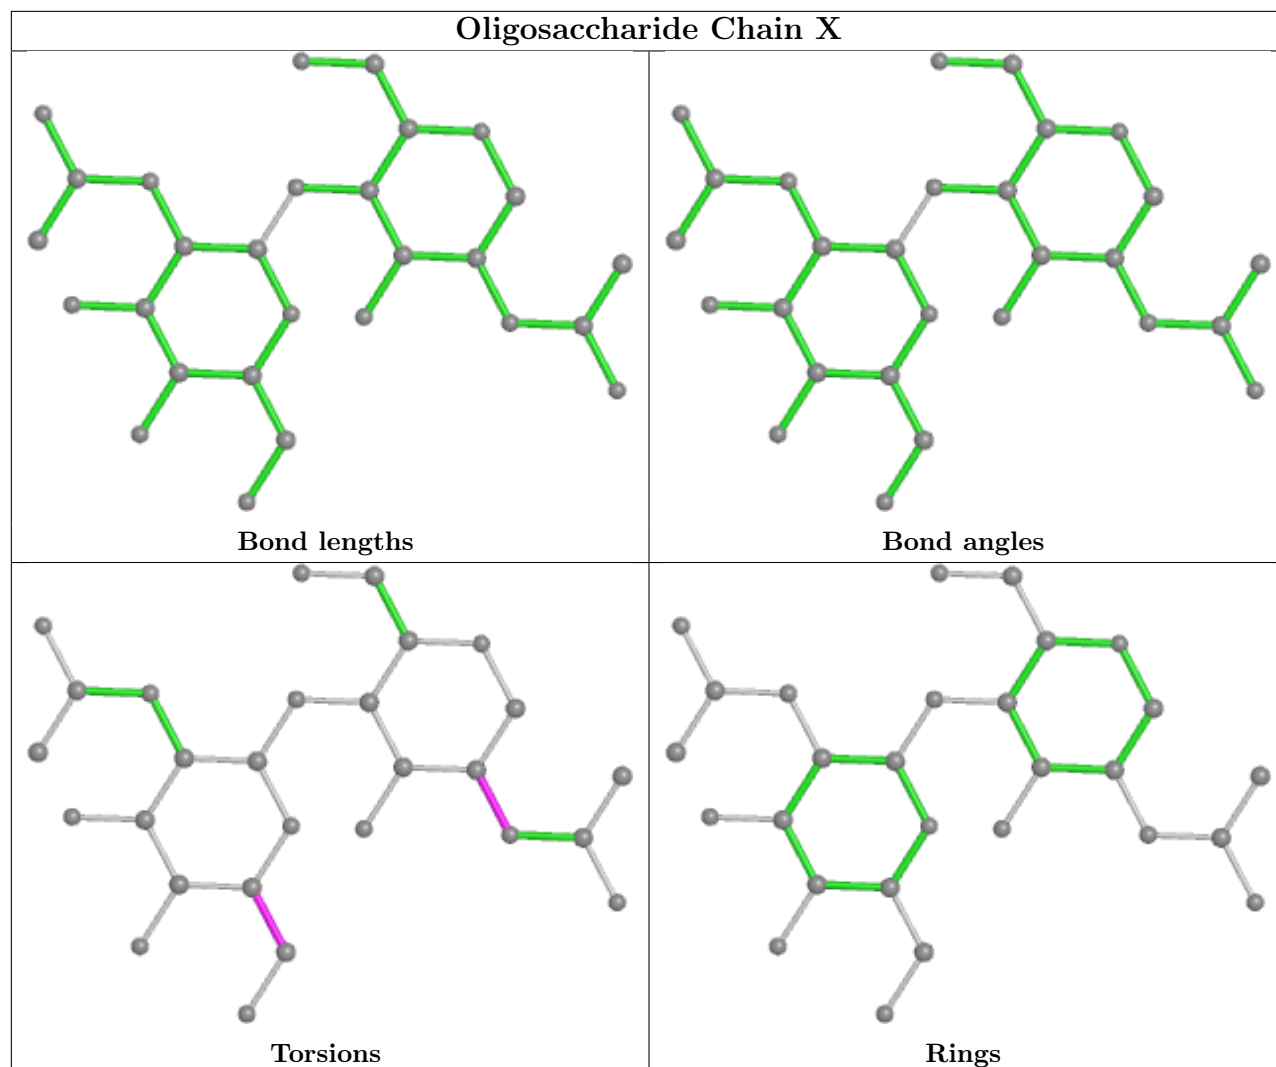 Oligosaccharide Chain X
Bond lengths
Bond angles
Torsions
Rings